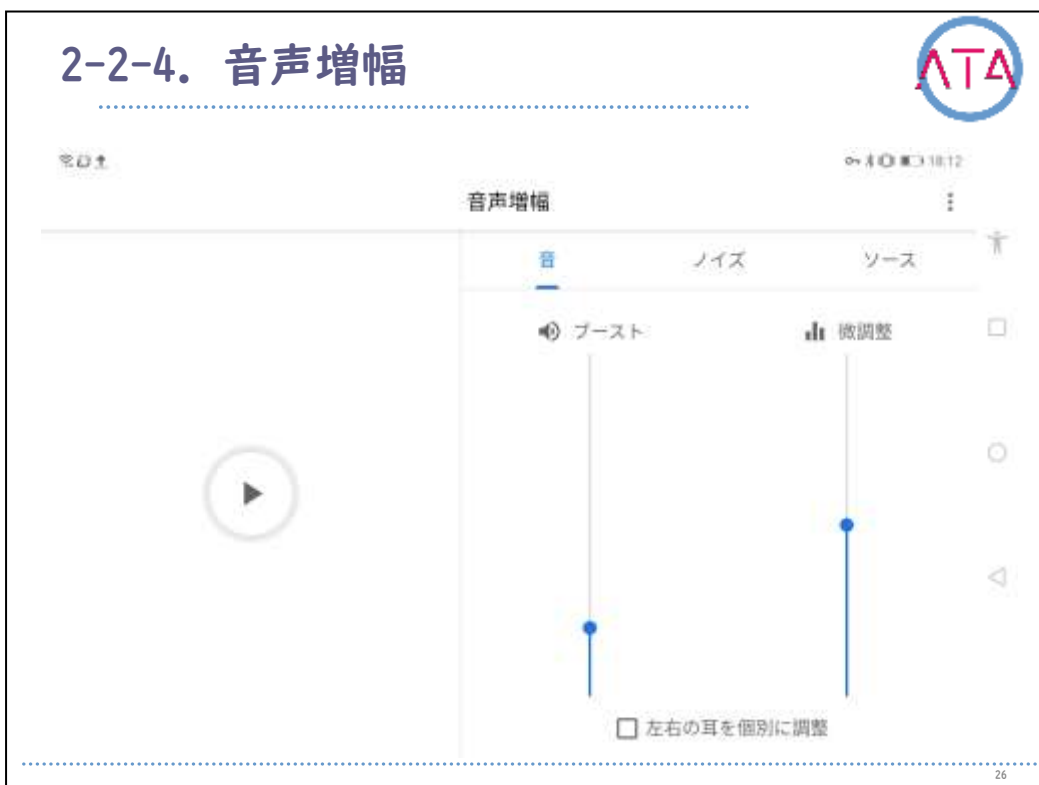 2-2-4. 音声増幅
ATA
18:12
音声増幅
音 ノイズ ソース
ブースト 微調整
左右の耳を個別に調整
26